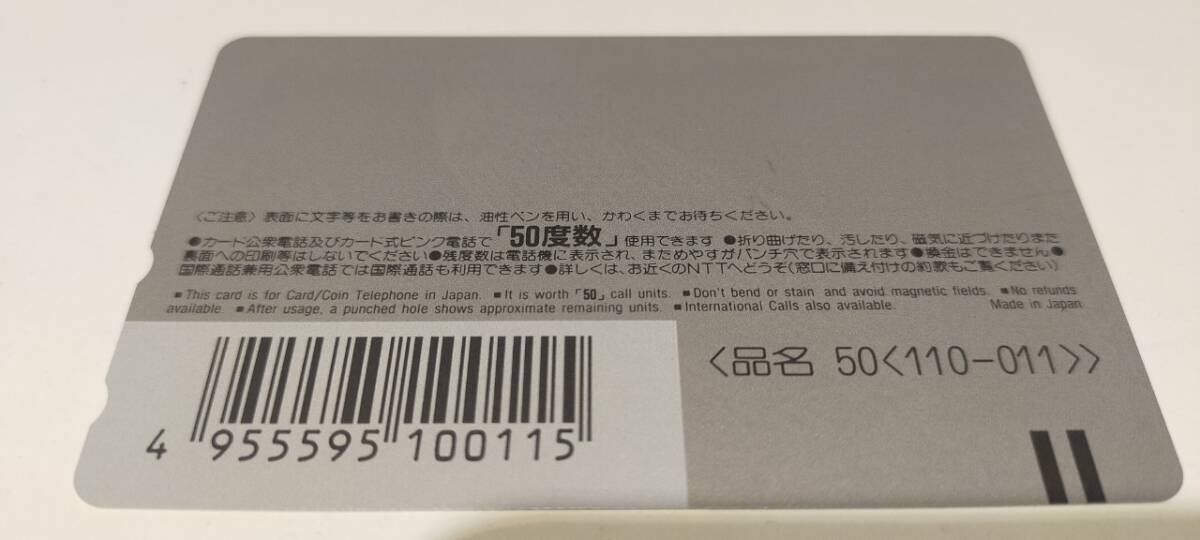 〈ご注意〉表面に文字等をお書きの際は、油性ペンを用い、かわくまでお待ちください。
●カード公衆電話及びカード式ピンク電話で「50度数」使用できます ●折り曲げたり、汚したり、磁気に近づけたりまた
裏面への印刷等はしないでください●残度数は電話機に表示され、まためやすがパンチ穴で表示されます●換金はできません●
国際通話兼用公衆電話では国際通話も利用できます●詳しくは、お近くのNTTへどうぞ(窓口に備え付けの約款もご覧ください)
■This card is for Card/Coin Telephone in Japan. ■It is worth「50」call units. ■Don't bend or stain and avoid magnetic fields. ■No refunds
available. ■After usage, a punched hole shows approximate remaining units. ■International Calls also available. Made in Japan
〈品名 50〈110-011〉〉
4 955595 100115